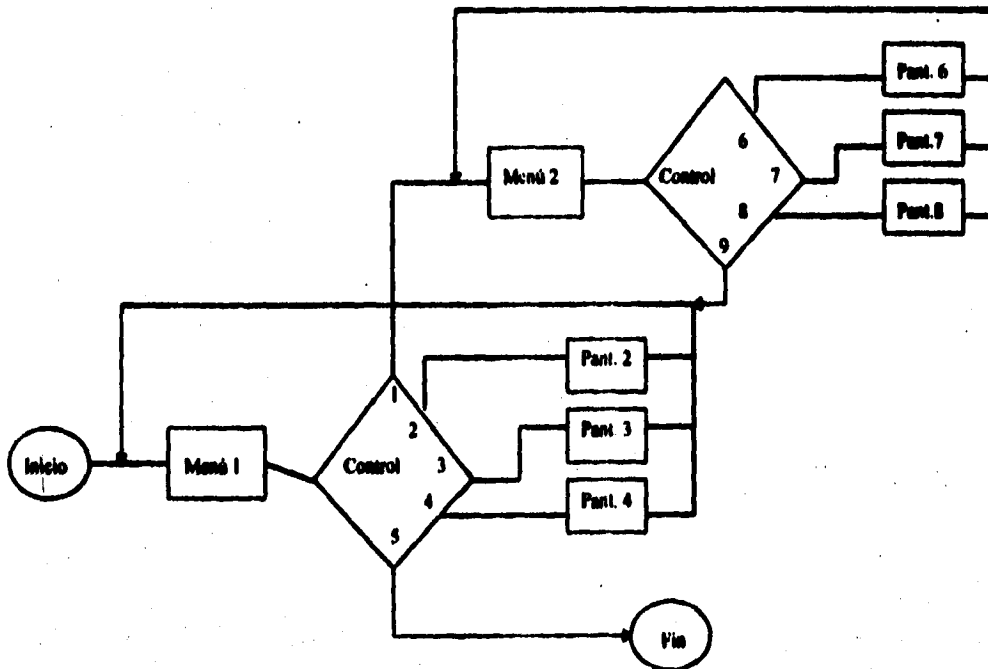 Pant. 6
6
Pant.7
Menú 2
Control
7
Pant.8
8
9
Pant. 2
1
2
Pant. 3
Inicio
Menú 1
Control
3
4
Pant. 4
5
Fin